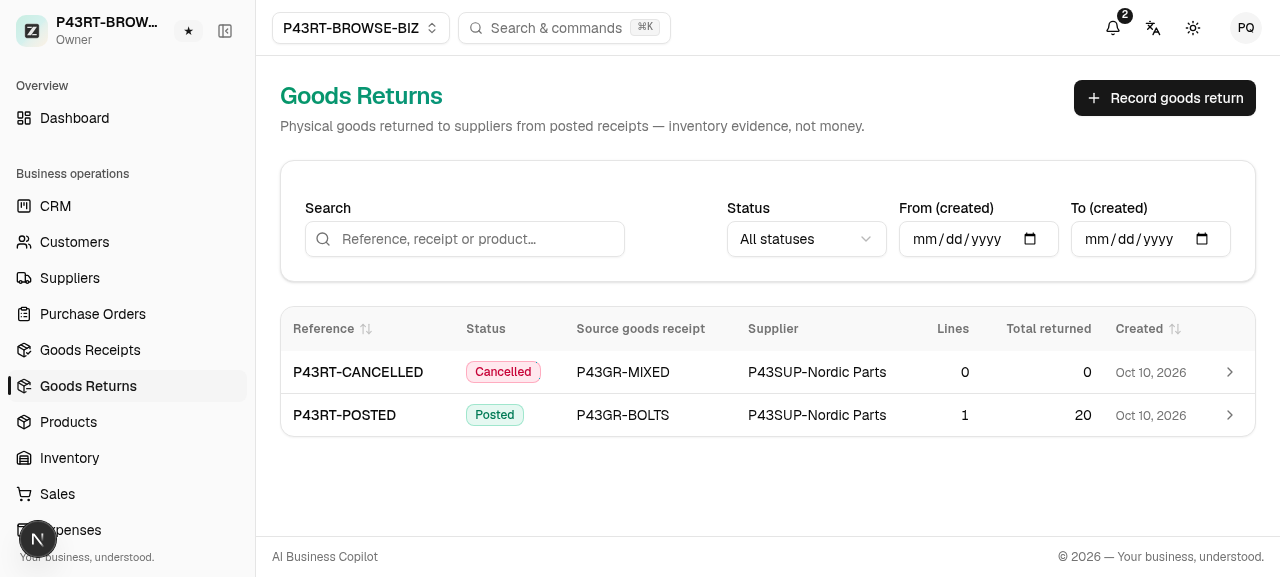 P43RT-BROW...
Owner
Overview
Dashboard
Business operations
CRM
Customers
Suppliers
Purchase Orders
Goods Receipts
Goods Returns
Products
Inventory
Sales
Your business, understood.
P43RT-BROWSE-BIZ
Search & commands ⌘K
2
PQ
Goods Returns
Physical goods returned to suppliers from posted receipts — inventory evidence, not money.
Record goods return
Search
Reference, receipt or product...
Status
All statuses
From (created)
mm/dd/yyyy
To (created)
mm/dd/yyyy
Reference Status Source goods receipt Supplier Lines Total returned Created
P43RT-CANCELLED Cancelled P43GR-MIXED P43SUP-Nordic Parts 0 0 Oct 10, 2026
P43RT-POSTED Posted P43GR-BOLTS P43SUP-Nordic Parts 1 20 Oct 10, 2026
AI Business Copilot
© 2026 — Your business, understood.